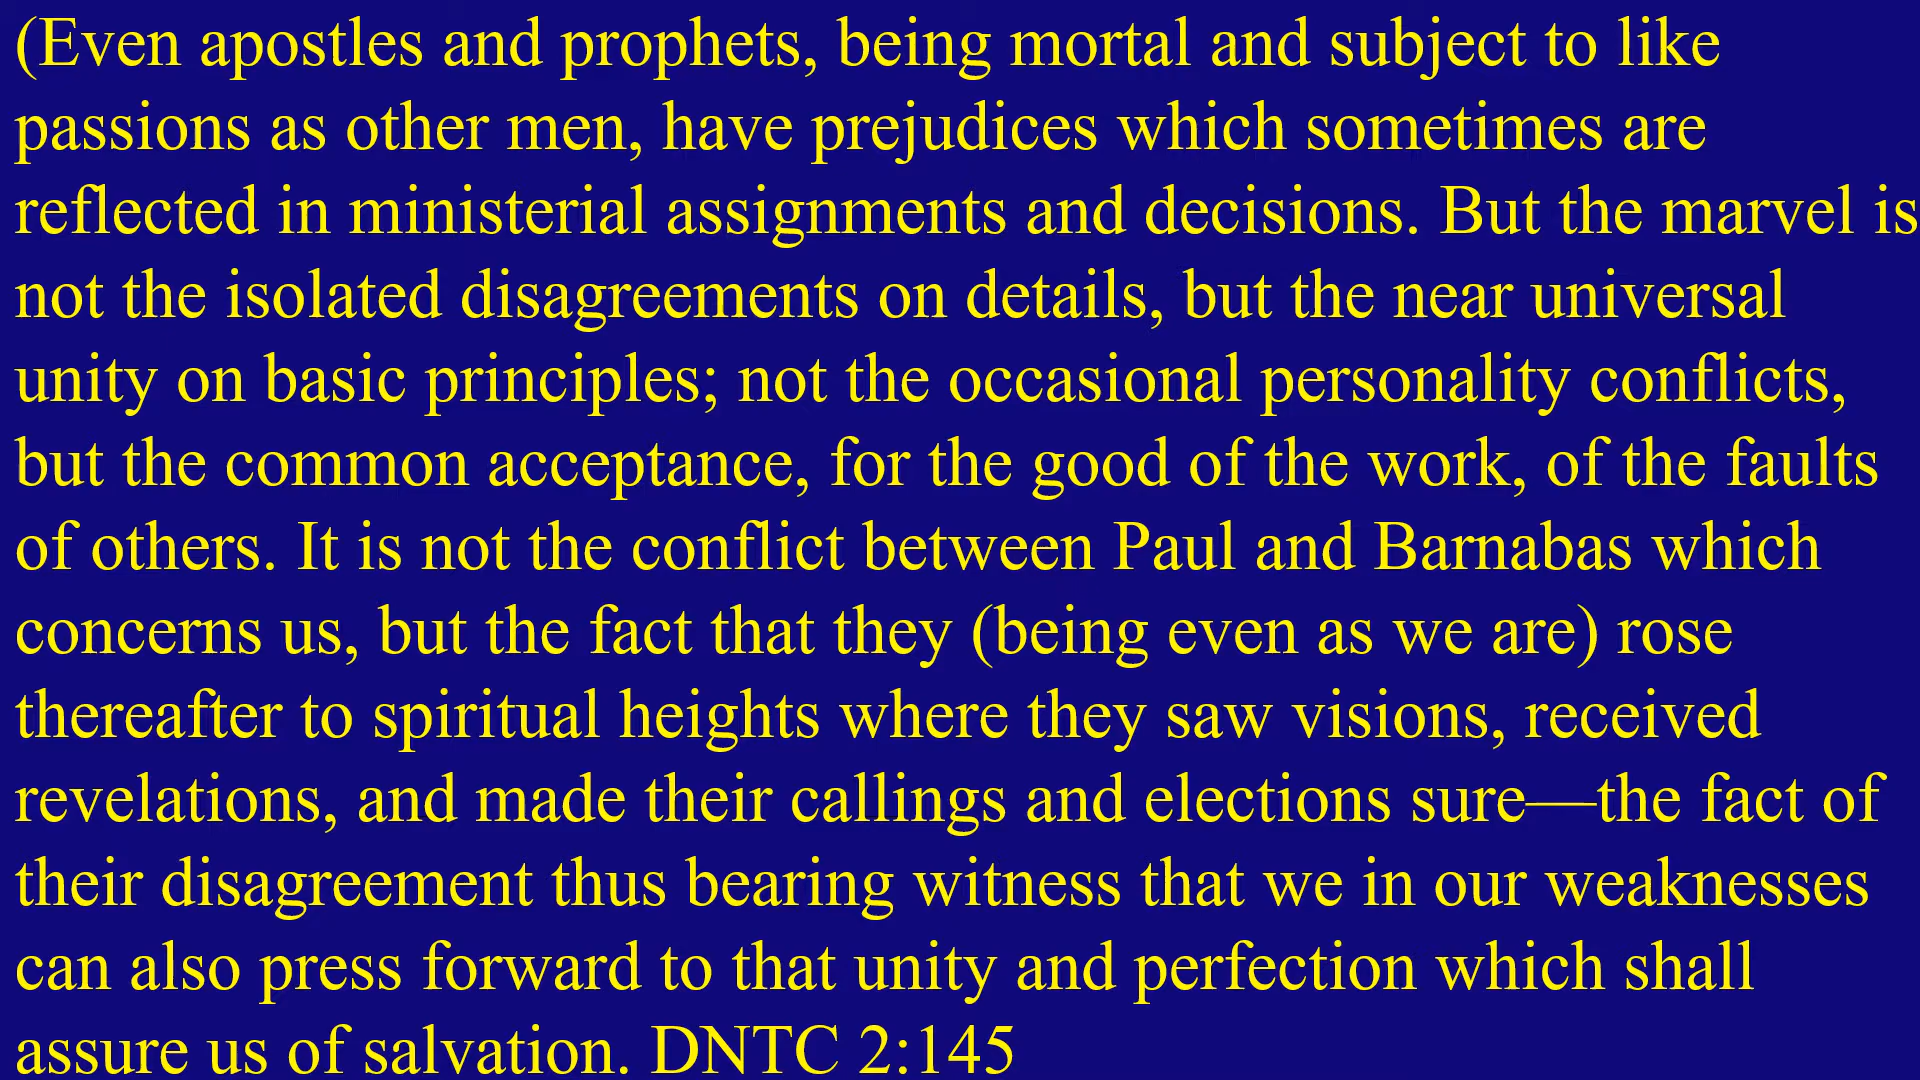 (Even apostles and prophets, being mortal and subject to like
passions as other men, have prejudices which sometimes are
reflected in ministerial assignments and decisions. But the marvel is
not the isolated disagreements on details, but the near universal
unity on basic principles; not the occasional personality conflicts,
but the common acceptance, for the good of the work, of the faults
of others. It is not the conflict between Paul and Barnabas which
concerns us, but the fact that they (being even as we are) rose
thereafter to spiritual heights where they saw visions, received
revelations, and made their callings and elections sure—the fact of
their disagreement thus bearing witness that we in our weaknesses
can also press forward to that unity and perfection which shall
assure us of salvation. DNTC 2:145